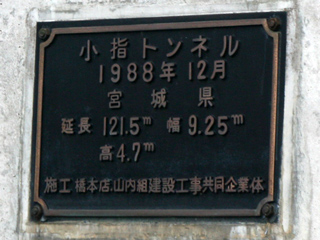 小指トンネル
1988年12月
宮城県
延長 121.5m 幅 9.25m
高 4.7m
施工 橋本店,山内組建設工事共同企業体